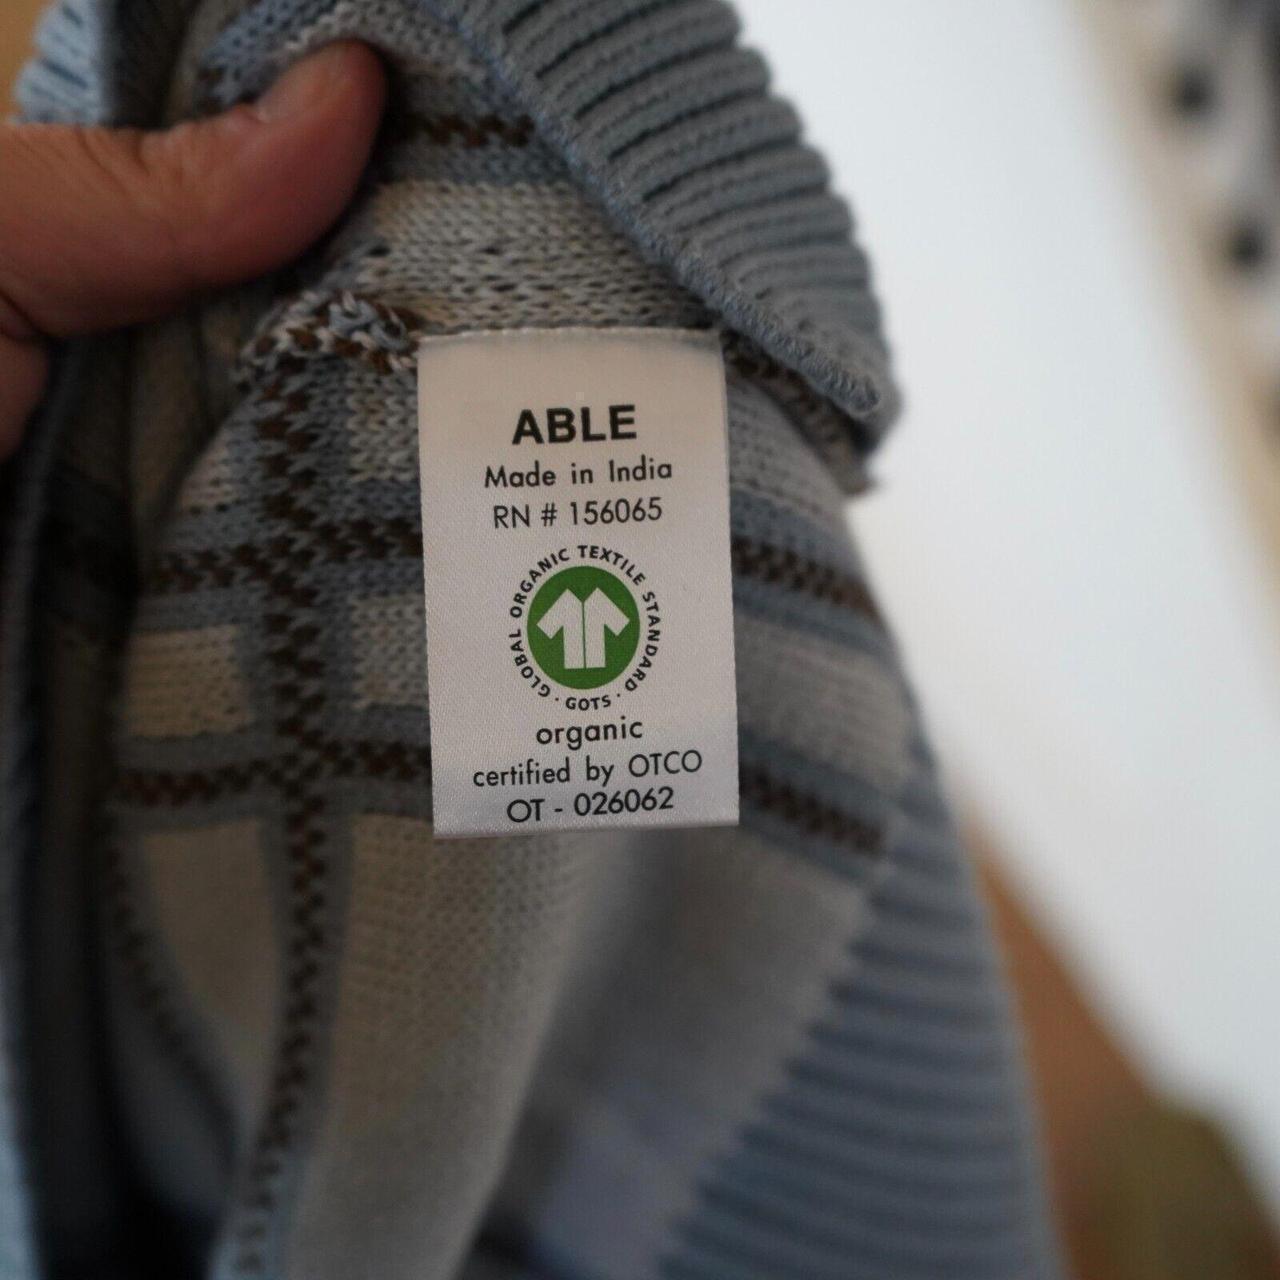 ABLE
Made in India
RN # 156065
GLOBAL ORGANIC TEXTILE STANDARD · GOTS ·
organic
certified by OTCO
OT - 026062